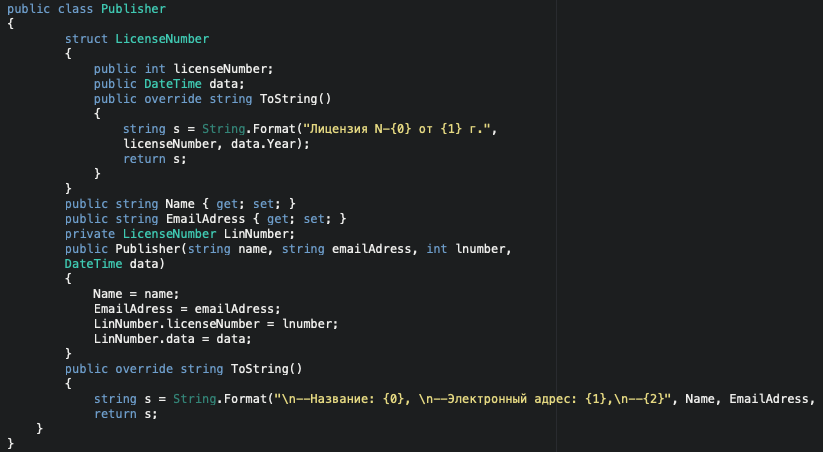 public class Publisher
{
struct LicenseNumber
{
public int licenseNumber;
public DateTime data;
public override string ToString()
{
string s = String.Format("Лицензия N-{0} от {1} г.",
licenseNumber, data.Year);
return s;
}
}
public string Name { get; set; }
public string EmailAdress { get; set; }
private LicenseNumber LinNumber;
public Publisher(string name, string emailAdress, int lnumber,
DateTime data)
{
Name = name;
EmailAdress = emailAdress;
LinNumber.licenseNumber = lnumber;
LinNumber.data = data;
}
public override string ToString()
{
string s = String.Format("\n--Название: {0}, \n--Электронный адрес: {1},\n--{2}", Name, EmailAdress,
return s;
}
}